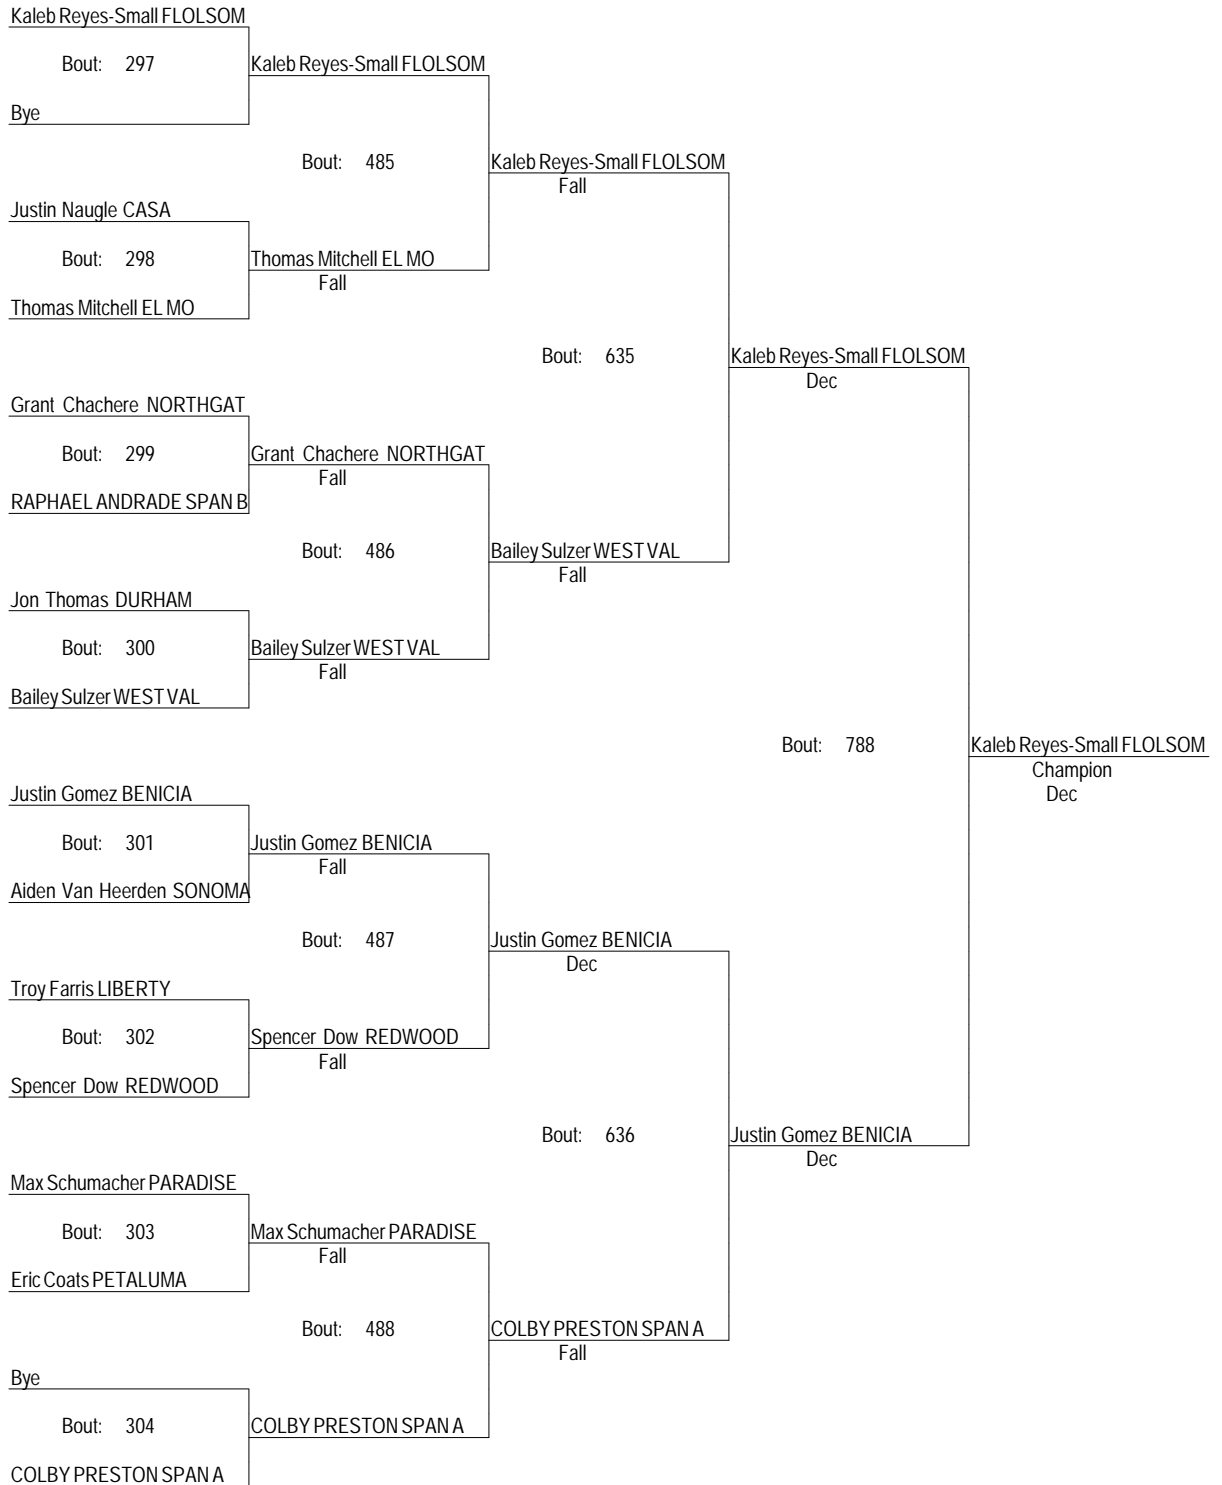 Kaleb Reyes-Small FLOLSOM
Bout: 297 Kaleb Reyes-Small FLOLSOM
Bye
Bout: 485 Kaleb Reyes-Small FLOLSOM
Fall
Justin Naugle CASA
Bout: 298 Thomas Mitchell EL MO
Fall
Thomas Mitchell EL MO
Bout: 635 Kaleb Reyes-Small FLOLSOM
Dec
Grant Chachere NORTHGAT
Bout: 299 Grant Chachere NORTHGAT
Fall
RAPHAEL ANDRADE SPAN B
Bout: 486 Bailey Sulzer WEST VAL
Fall
Jon Thomas DURHAM
Bout: 300 Bailey Sulzer WEST VAL
Fall
Bailey Sulzer WEST VAL
Bout: 788 Kaleb Reyes-Small FLOLSOM
Champion
Dec
Justin Gomez BENICIA
Bout: 301 Justin Gomez BENICIA
Fall
Aiden Van Heerden SONOMA
Bout: 487 Justin Gomez BENICIA
Dec
Troy Farris LIBERTY
Bout: 302 Spencer Dow REDWOOD
Fall
Spencer Dow REDWOOD
Bout: 636 Justin Gomez BENICIA
Dec
Max Schumacher PARADISE
Bout: 303 Max Schumacher PARADISE
Fall
Eric Coats PETALUMA
Bout: 488 COLBY PRESTON SPAN A
Fall
Bye
Bout: 304 COLBY PRESTON SPAN A
COLBY PRESTON SPAN A